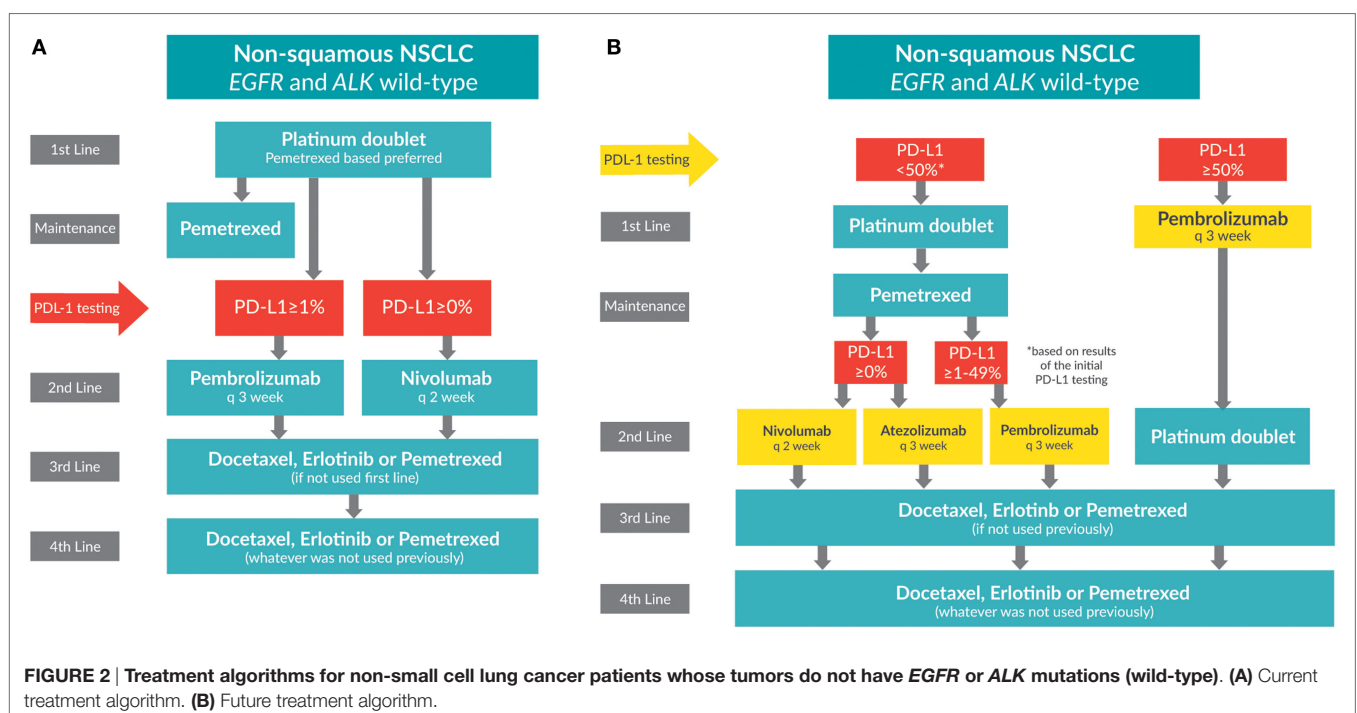 A
Non-squamous NSCLC
EGFR and ALK wild-type
1st Line
Platinum doublet
Pemetrexed based preferred
Maintenance
Pemetrexed
PDL-1 testing
PD-L1≥1%
PD-L1≥0%
2nd Line
Pembrolizumab
q 3 week
Nivolumab
q 2 week
3rd Line
Docetaxel, Erlotinib or Pemetrexed
(if not used first line)
4th Line
Docetaxel, Erlotinib or Pemetrexed
(whatever was not used previously)
B
Non-squamous NSCLC
EGFR and ALK wild-type
PDL-1 testing
PD-L1
<50%*
PD-L1
≥50%
1st Line
Platinum doublet
Pembrolizumab
q 3 week
Maintenance
Pemetrexed
PD-L1
≥0%
PD-L1
≥1-49%
*based on results
of the initial
PD-L1 testing
2nd Line
Nivolumab
q 2 week
Atezolizumab
q 3 week
Pembrolizumab
q 3 week
Platinum doublet
3rd Line
Docetaxel, Erlotinib or Pemetrexed
(if not used previously)
4th Line
Docetaxel, Erlotinib or Pemetrexed
(whatever was not used previously)
FIGURE 2 | Treatment algorithms for non-small cell lung cancer patients whose tumors do not have EGFR or ALK mutations (wild-type). (A) Current
treatment algorithm. (B) Future treatment algorithm.